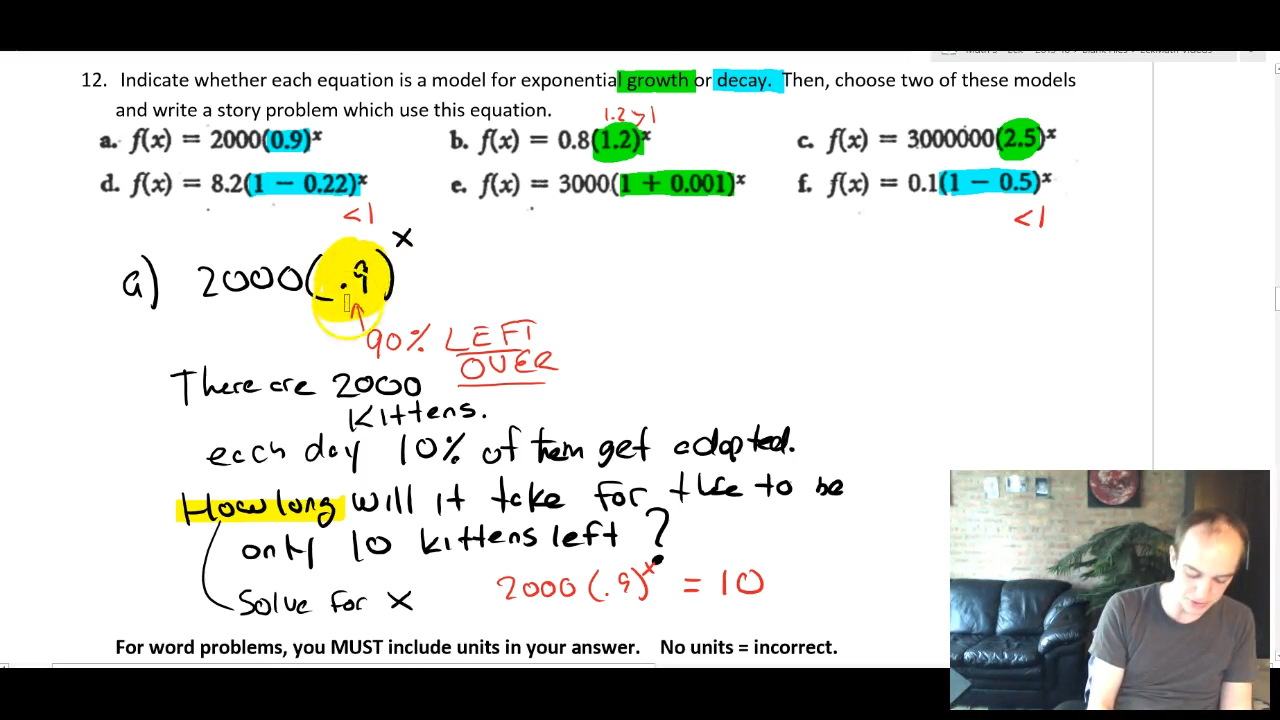 12. Indicate whether each equation is a model for exponential growth or decay. Then, choose two of these models
and write a story problem which use this equation.
1.2 > 1
a. f(x) = 2000(0.9)ˣ b. f(x) = 0.8(1.2)ˣ c. f(x) = 3000000(2.5)ˣ
d. f(x) = 8.2(1 − 0.22)ˣ e. f(x) = 3000(1 + 0.001)ˣ f. f(x) = 0.1(1 − 0.5)ˣ
<1 <1
a) 2000(.9)ˣ
90% LEFT
OVER
There are 2000
Kittens.
each day 10% of them get adopted.
How long will it take for to be
only 10 kittens left ?
2000(.9)ˣ = 10
Solve for x
For word problems, you MUST include units in your answer. No units = incorrect.